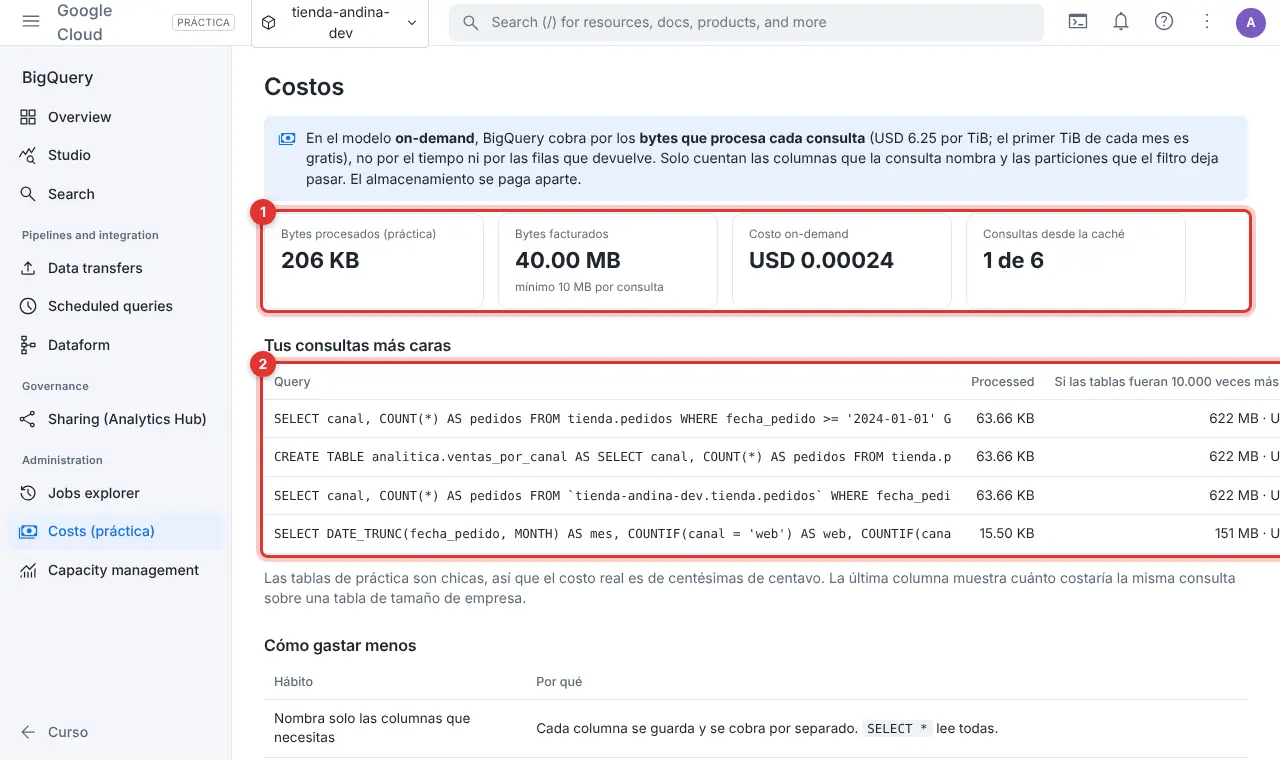 Google Cloud
PRÁCTICA
tienda-andina-dev
Search (/) for resources, docs, products, and more
A
BigQuery
Overview
Studio
Search
Pipelines and integration
Data transfers
Scheduled queries
Dataform
Governance
Sharing (Analytics Hub)
Administration
Jobs explorer
Costs (práctica)
Capacity management
Curso
Costos
En el modelo on-demand, BigQuery cobra por los bytes que procesa cada consulta (USD 6.25 por TiB; el primer TiB de cada mes es
gratis), no por el tiempo ni por las filas que devuelve. Solo cuentan las columnas que la consulta nombra y las particiones que el filtro deja
pasar. El almacenamiento se paga aparte.
1
Bytes procesados (práctica)
206 KB
Bytes facturados
40.00 MB
mínimo 10 MB por consulta
Costo on-demand
USD 0.00024
Consultas desde la caché
1 de 6
Tus consultas más caras
2
Query Processed Si las tablas fueran 10.000 veces más
SELECT canal, COUNT(*) AS pedidos FROM tienda.pedidos WHERE fecha_pedido >= '2024-01-01' G 63.66 KB 622 MB · U
CREATE TABLE analitica.ventas_por_canal AS SELECT canal, COUNT(*) AS pedidos FROM tienda.p 63.66 KB 622 MB · U
SELECT canal, COUNT(*) AS pedidos FROM `tienda-andina-dev.tienda.pedidos` WHERE fecha_pedi 63.66 KB 622 MB · U
SELECT DATE_TRUNC(fecha_pedido, MONTH) AS mes, COUNTIF(canal = 'web') AS web, COUNTIF(cana 15.50 KB 151 MB · U
Las tablas de práctica son chicas, así que el costo real es de centésimas de centavo. La última columna muestra cuánto costaría la misma consulta
sobre una tabla de tamaño de empresa.
Cómo gastar menos
Hábito Por qué
Nombra solo las columnas que
necesitas
Cada columna se guarda y se cobra por separado. SELECT * lee todas.